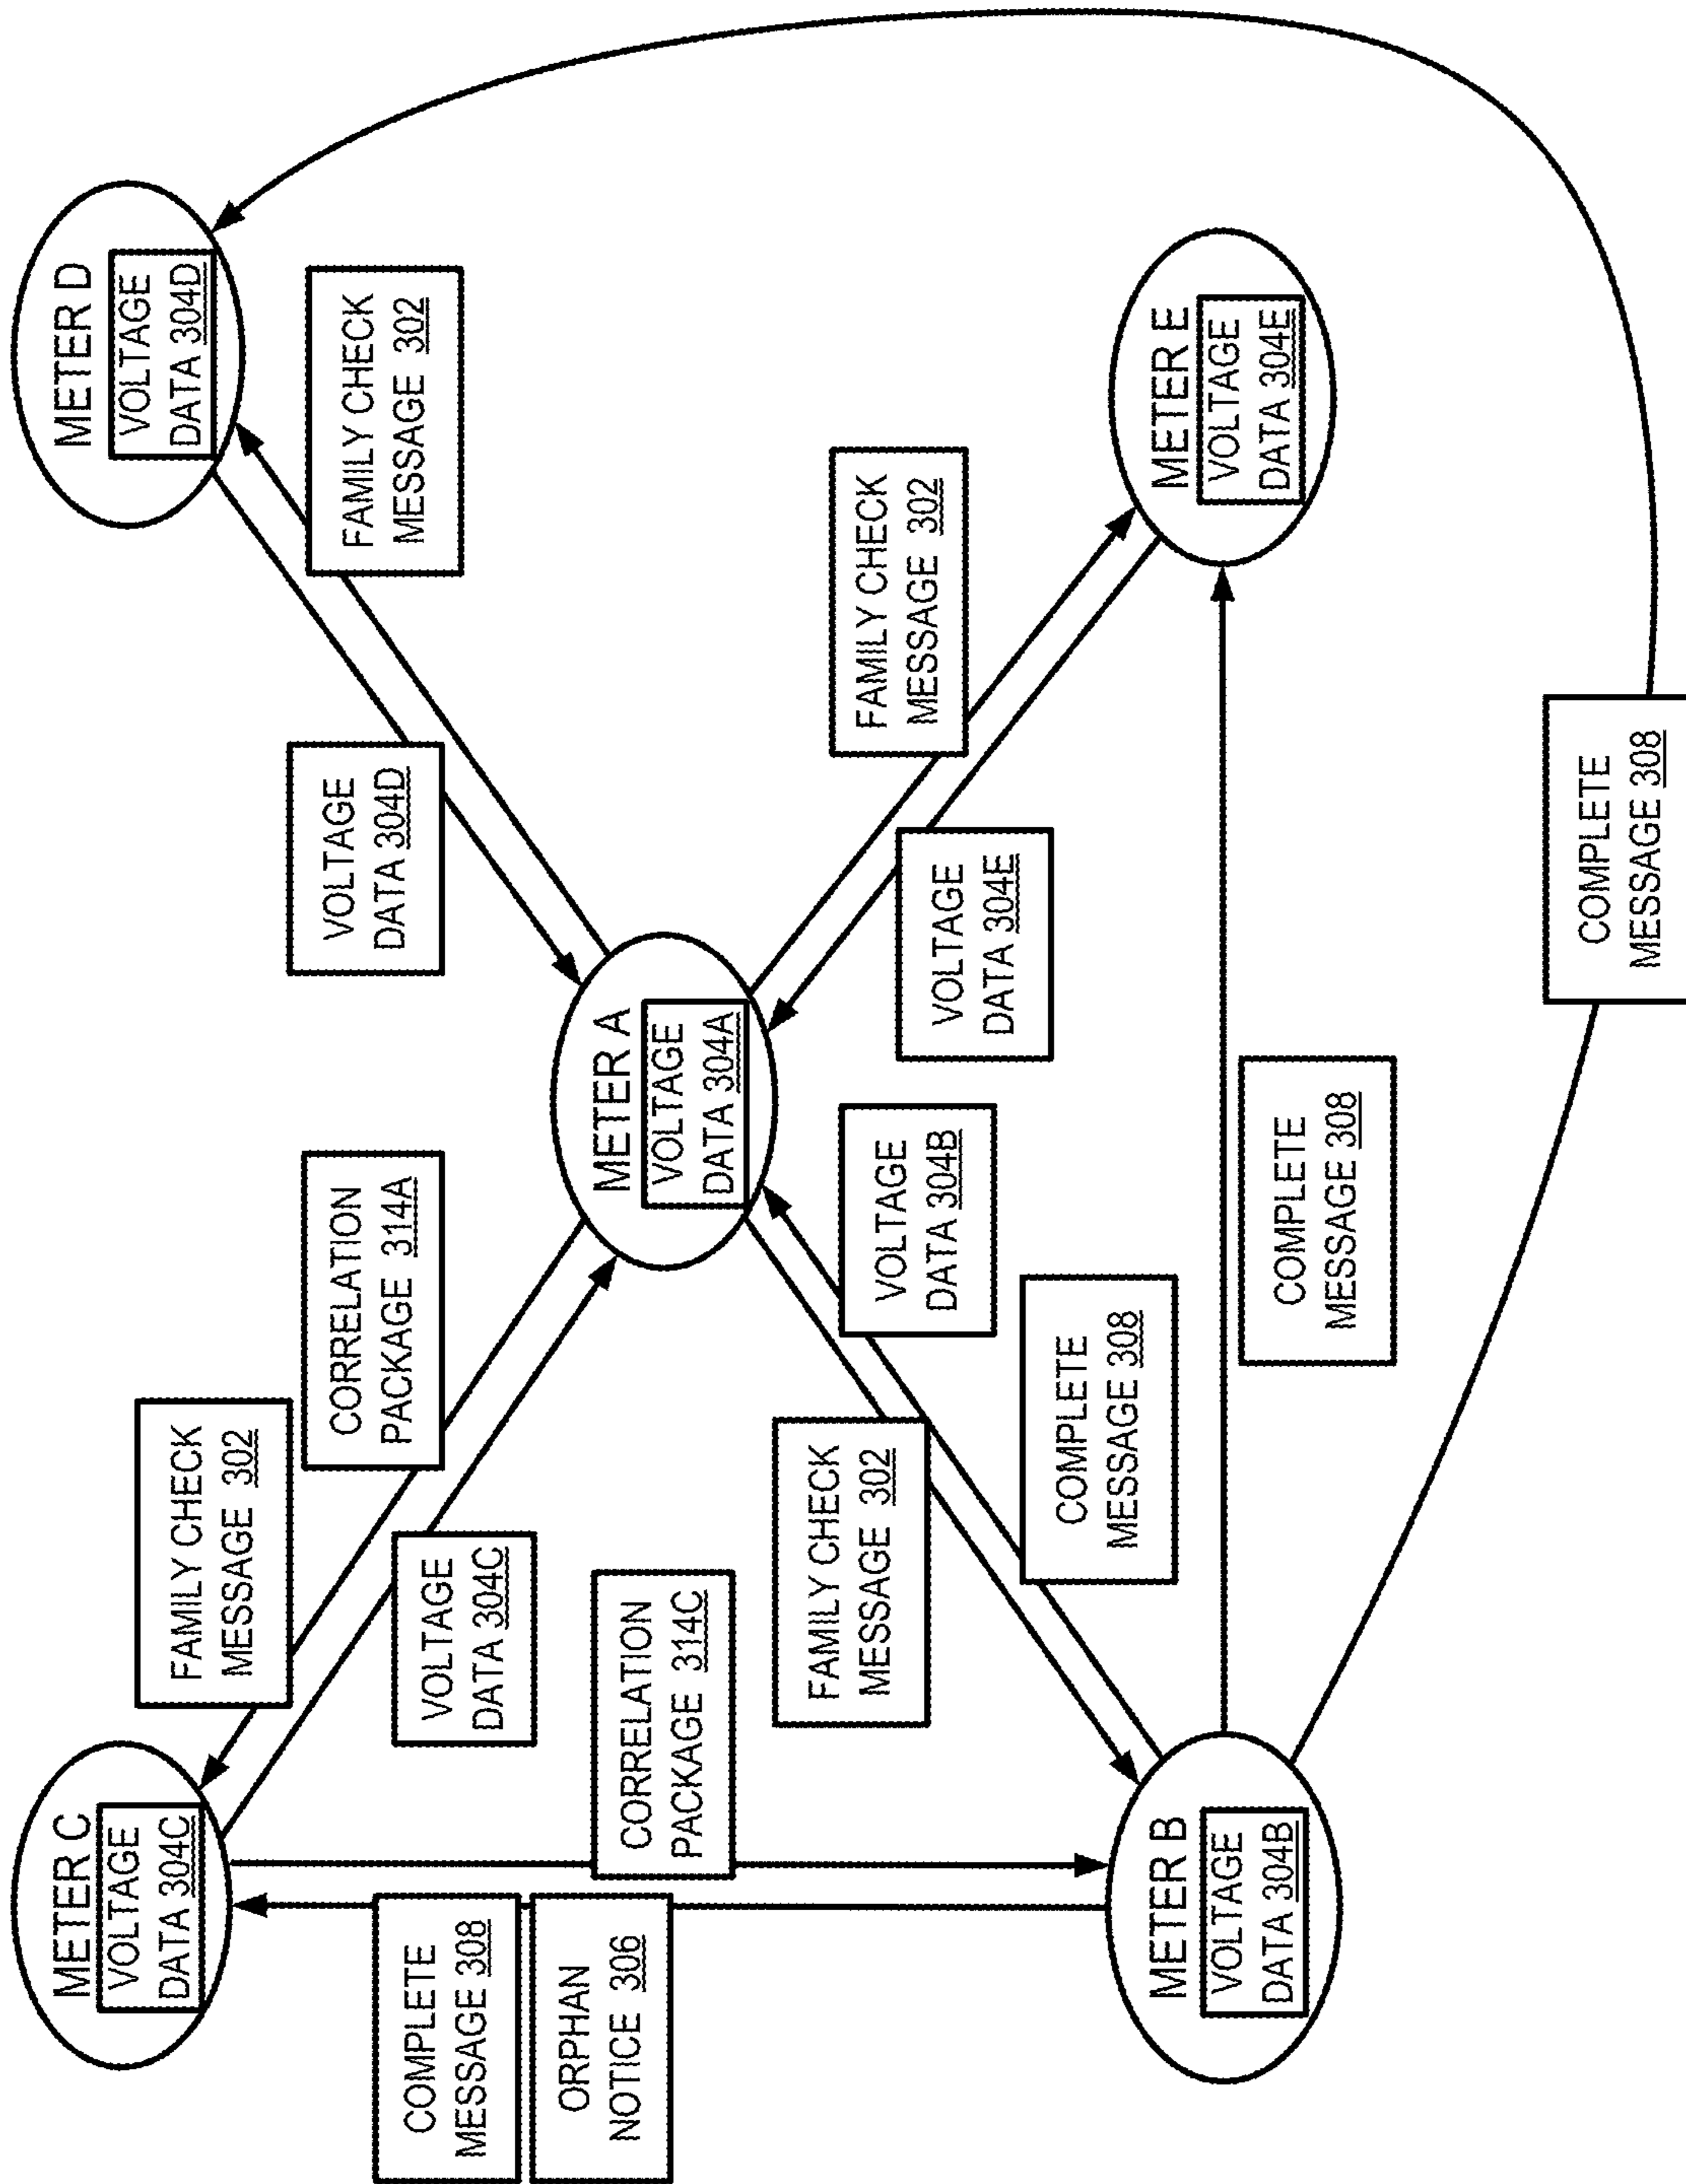 METER C
VOLTAGE
DATA 304C
METER D
VOLTAGE
DATA 304D
FAMILY CHECK
MESSAGE 302
CORRELATION
PACKAGE 314A
VOLTAGE
DATA 304D
FAMILY CHECK
MESSAGE 302
COMPLETE
MESSAGE 308
VOLTAGE
DATA 304C
ORPHAN
NOTICE 306
CORRELATION
PACKAGE 314C
METER A
VOLTAGE
DATA 304A
FAMILY CHECK
MESSAGE 302
VOLTAGE
DATA 304B
FAMILY CHECK
MESSAGE 302
VOLTAGE
DATA 304E
COMPLETE
MESSAGE 308
METER B
VOLTAGE
DATA 304B
METER E
VOLTAGE
DATA 304E
COMPLETE
MESSAGE 308
COMPLETE
MESSAGE 308